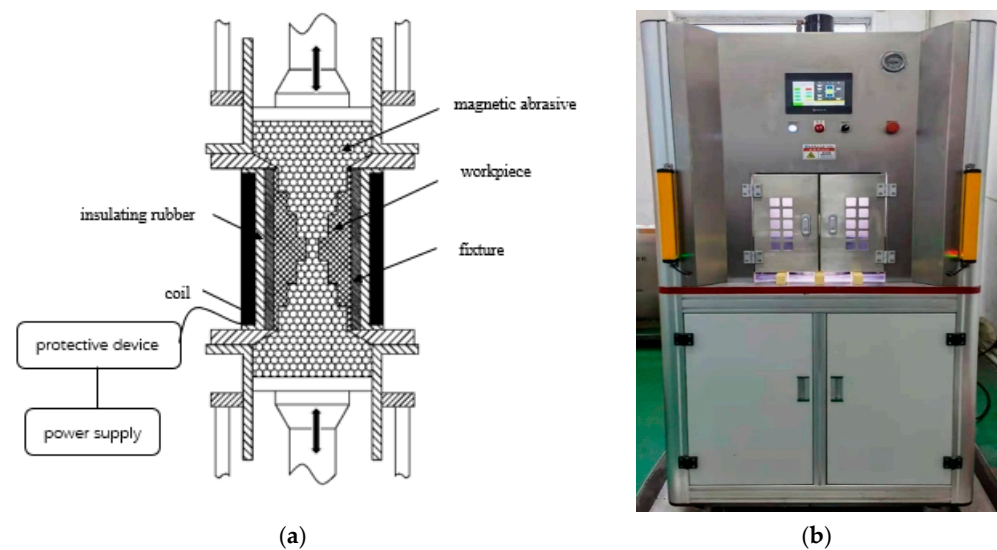 magnetic abrasive
workpiece
insulating rubber
fixture
coil
protective device
power supply
(a)
(b)